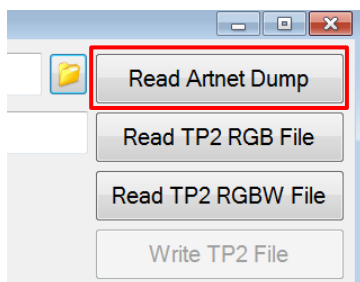 Read Artnet Dump
Read TP2 RGB File
Read TP2 RGBW File
Write TP2 File